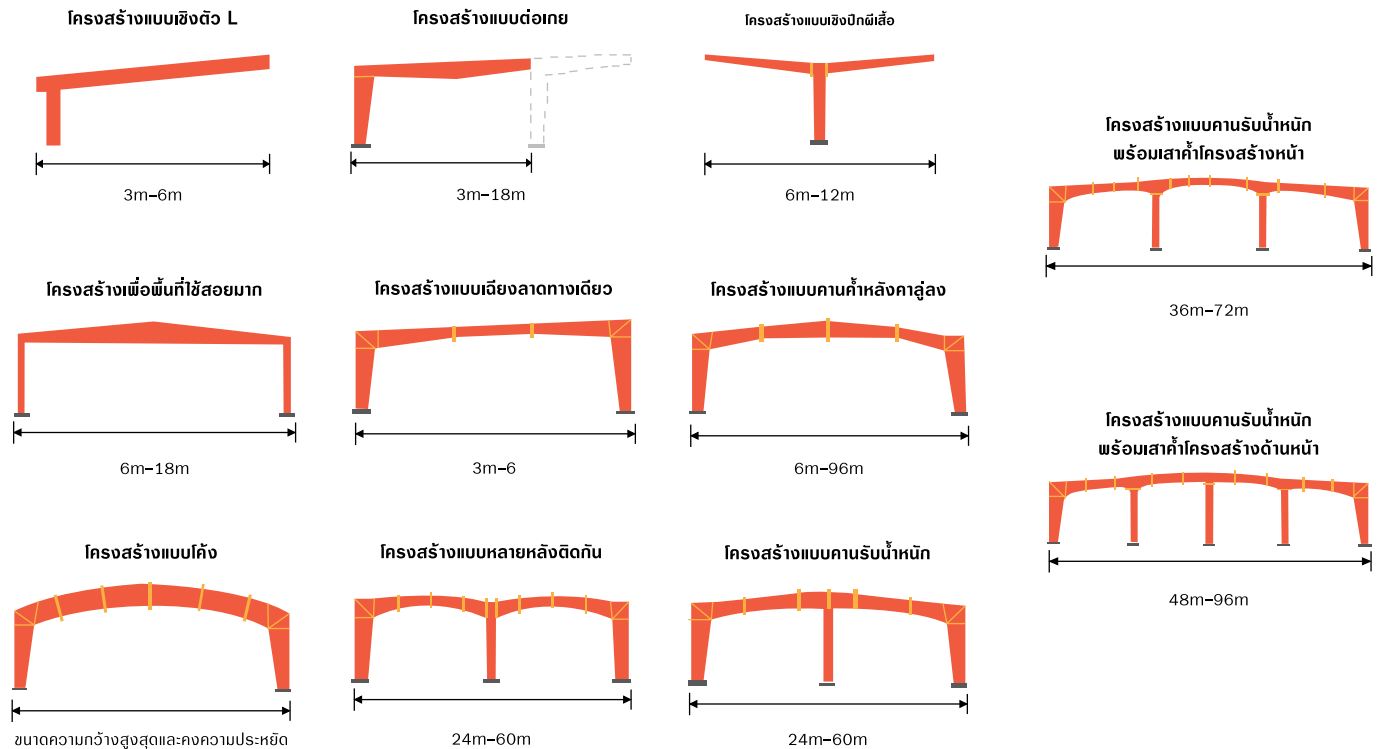 โครงสร้างแบบเชิงตัว L
3m–6m
โครงสร้างแบบต่อเกย
3m–18m
โครงสร้างแบบเชิงปีกผีเสื้อ
6m–12m
โครงสร้างเพื่อพื้นที่ใช้สอยมาก
6m–18m
โครงสร้างแบบเฉียงลาดทางเดียว
3m–6
โครงสร้างแบบคานค้ำหลังคาลู่ลง
6m–96m
โครงสร้างแบบโค้ง
ขนาดความกว้างสูงสุดและคงความประหยัด
โครงสร้างแบบหลายหลังติดกัน
24m–60m
โครงสร้างแบบคานรับน้ำหนัก
24m–60m
โครงสร้างแบบคานรับน้ำหนัก
พร้อมเสาค้ำโครงสร้างหน้า
36m–72m
โครงสร้างแบบคานรับน้ำหนัก
พร้อมเสาค้ำโครงสร้างด้านหน้า
48m–96m